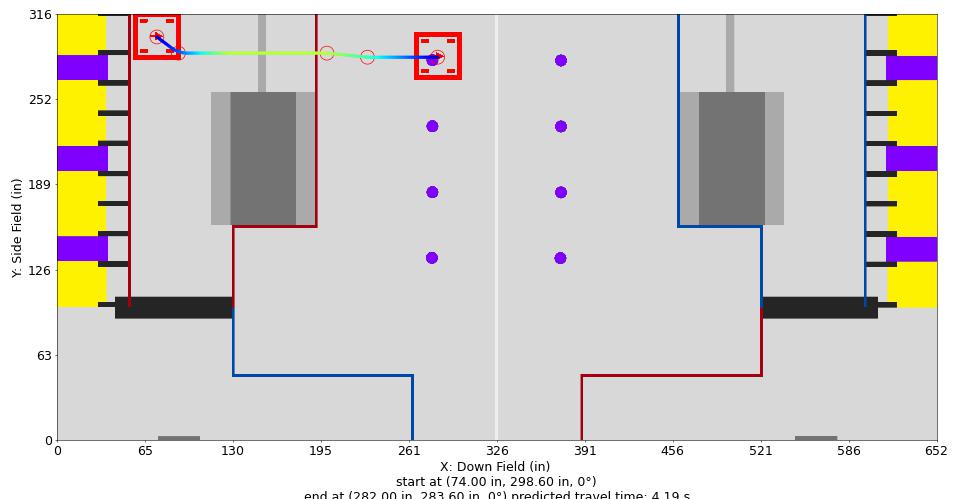 316
252
189
126
63
0
Y: Side Field (in)
0 65 130 195 261 326 391 456 521 586 652
X: Down Field (in)
start at (74.00 in, 298.60 in, 0°)
end at (282.00 in, 283.60 in, 0°) predicted travel time: 4.19 s